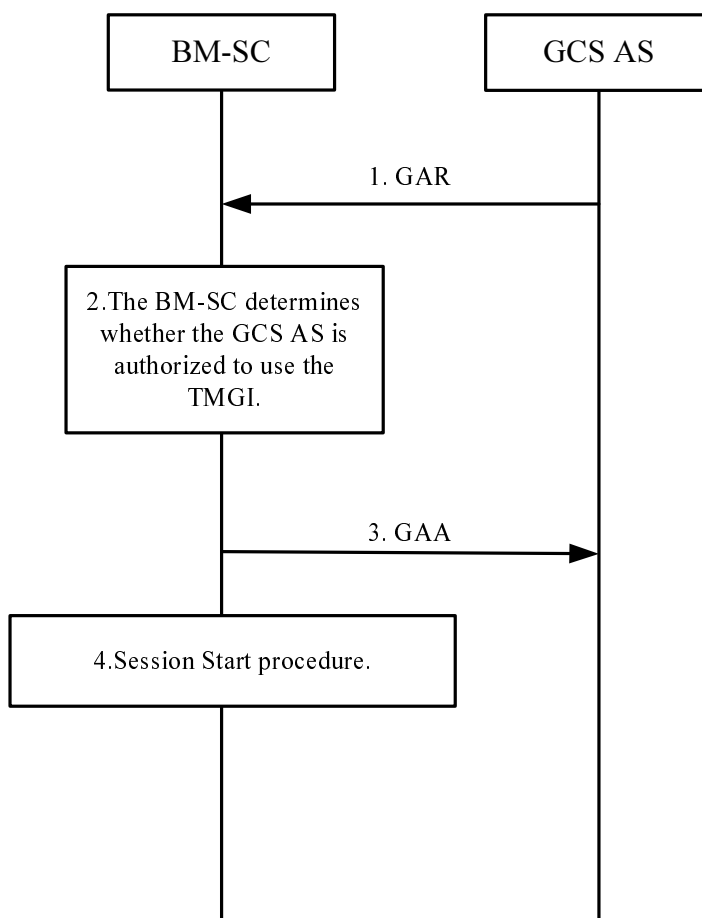 BM-SC
GCS AS
1. GAR
2.The BM-SC determines
whether the GCS AS is
authorized to use the
TMGI.
3. GAA
4.Session Start procedure.